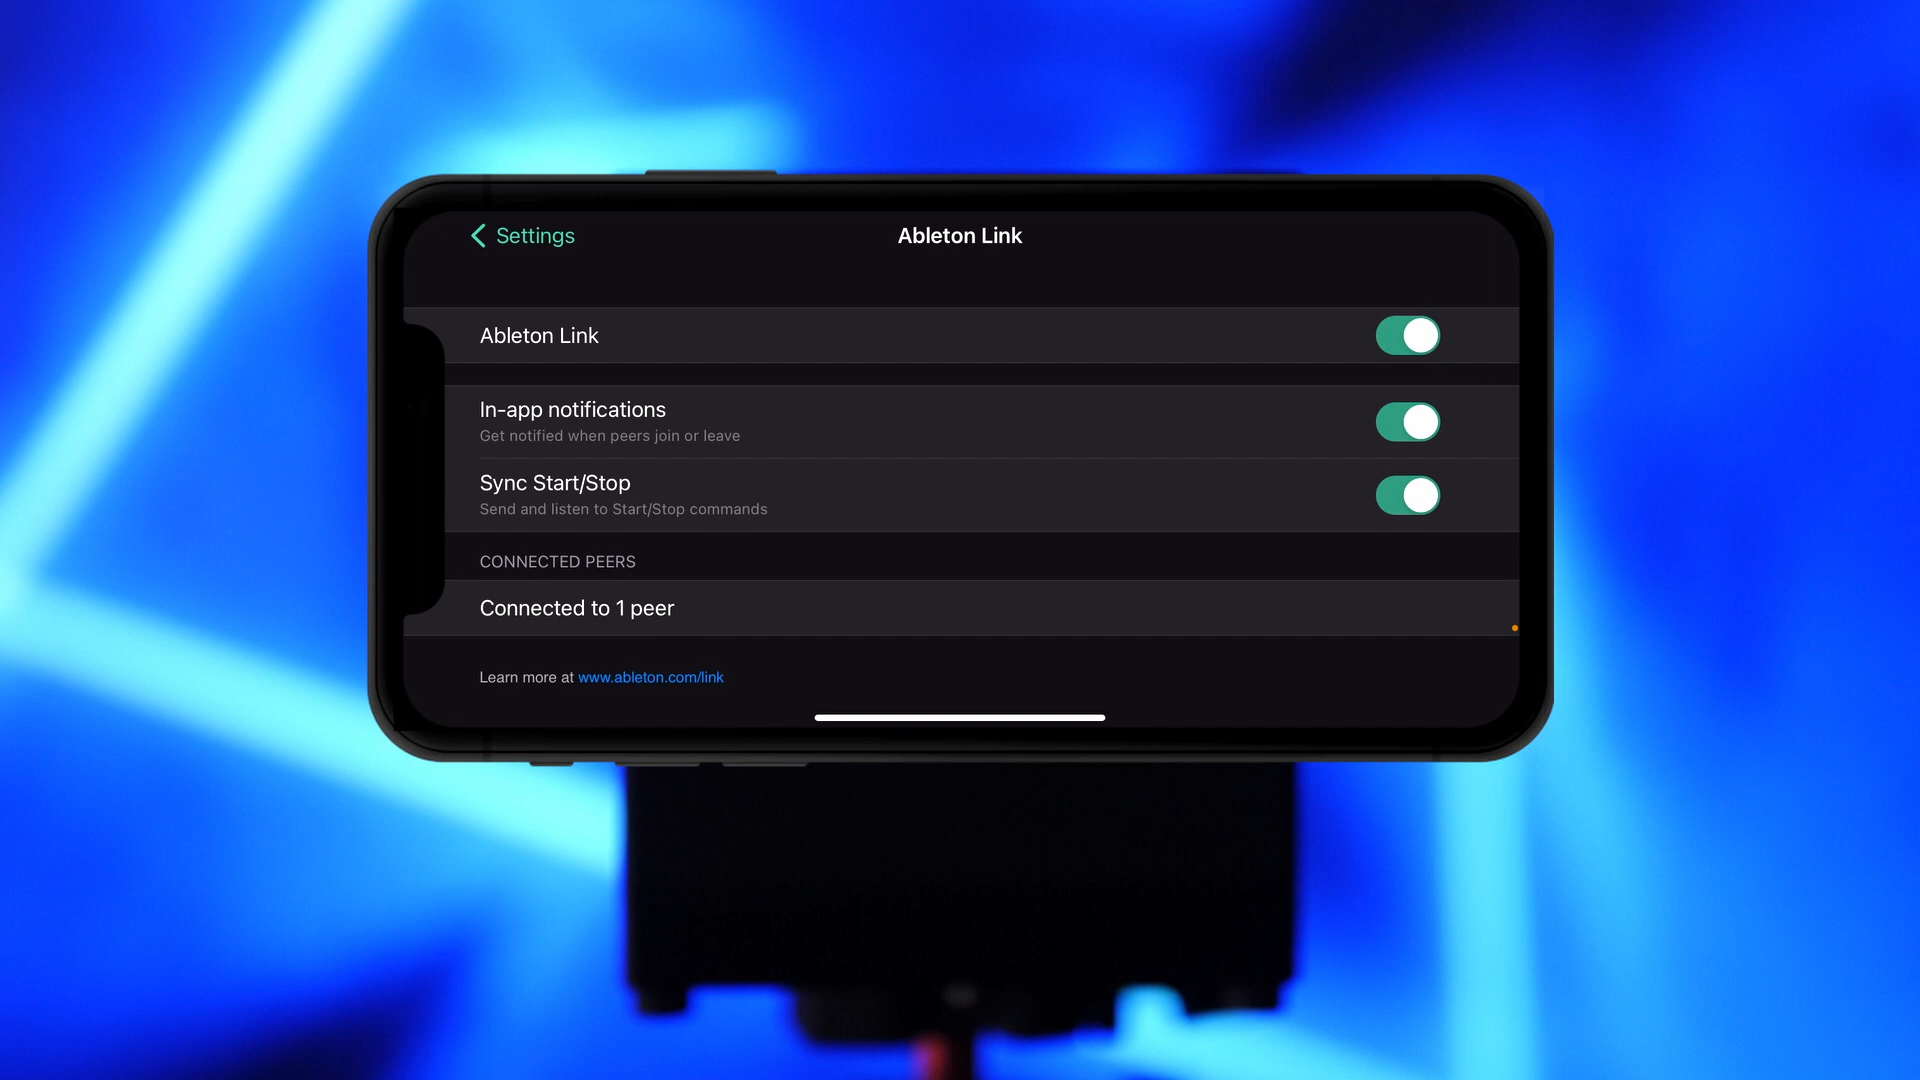 Settings
Ableton Link
Ableton Link
In-app notifications
Get notified when peers join or leave
Sync Start/Stop
Send and listen to Start/Stop commands
CONNECTED PEERS
Connected to 1 peer
Learn more at www.ableton.com/link